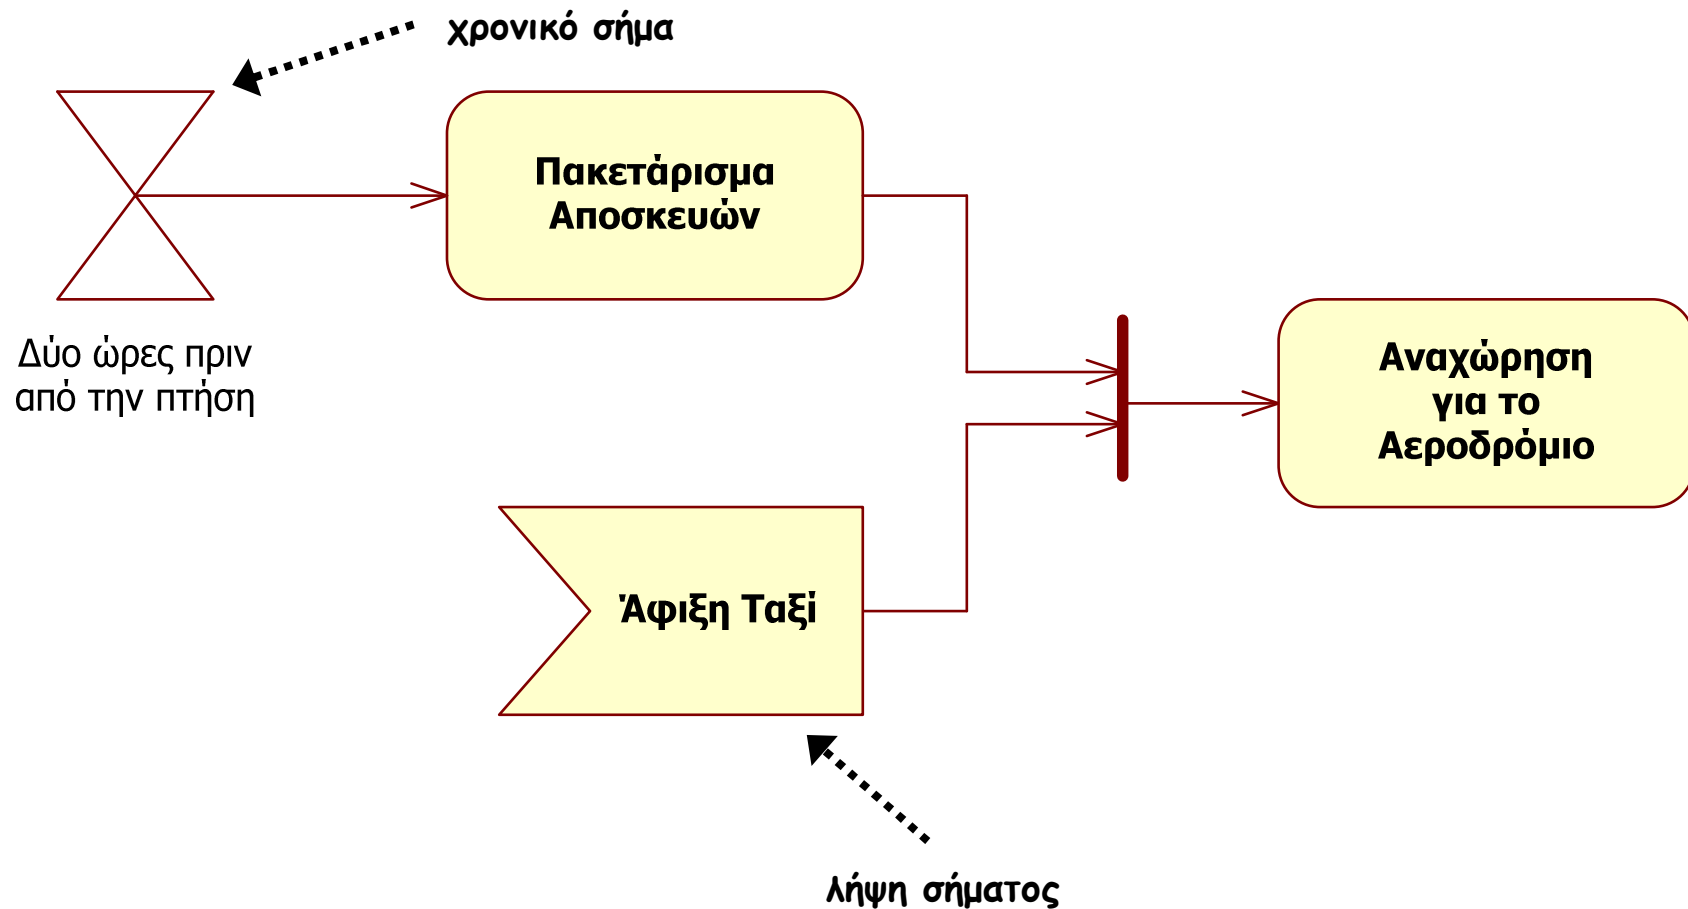 χρονικό σήμα
Πακετάρισμα
Αποσκευών
Δύο ώρες πριν
από την πτήση
Αναχώρηση
για το
Αεροδρόμιο
Άφιξη Ταξί
λήψη σήματος